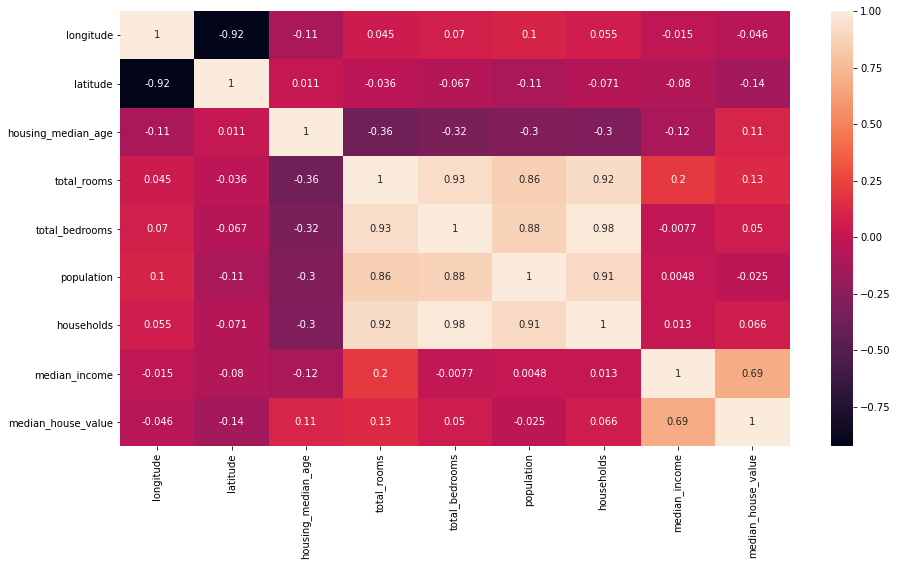 longitude 1 -0.92 -0.11 0.045 0.07 0.1 0.055 -0.015 -0.046
latitude -0.92 1 0.011 -0.036 -0.067 -0.11 -0.071 -0.08 -0.14
housing_median_age -0.11 0.011 1 -0.36 -0.32 -0.3 -0.3 -0.12 0.11
total_rooms 0.045 -0.036 -0.36 1 0.93 0.86 0.92 0.2 0.13
total_bedrooms 0.07 -0.067 -0.32 0.93 1 0.88 0.98 -0.0077 0.05
population 0.1 -0.11 -0.3 0.86 0.88 1 0.91 0.0048 -0.025
households 0.055 -0.071 -0.3 0.92 0.98 0.91 1 0.013 0.066
median_income -0.015 -0.08 -0.12 0.2 -0.0077 0.0048 0.013 1 0.69
median_house_value -0.046 -0.14 0.11 0.13 0.05 -0.025 0.066 0.69 1
longitude
latitude
housing_median_age
total_rooms
total_bedrooms
population
households
median_income
median_house_value
1.00
0.75
0.50
0.25
0.00
−0.25
−0.50
−0.75